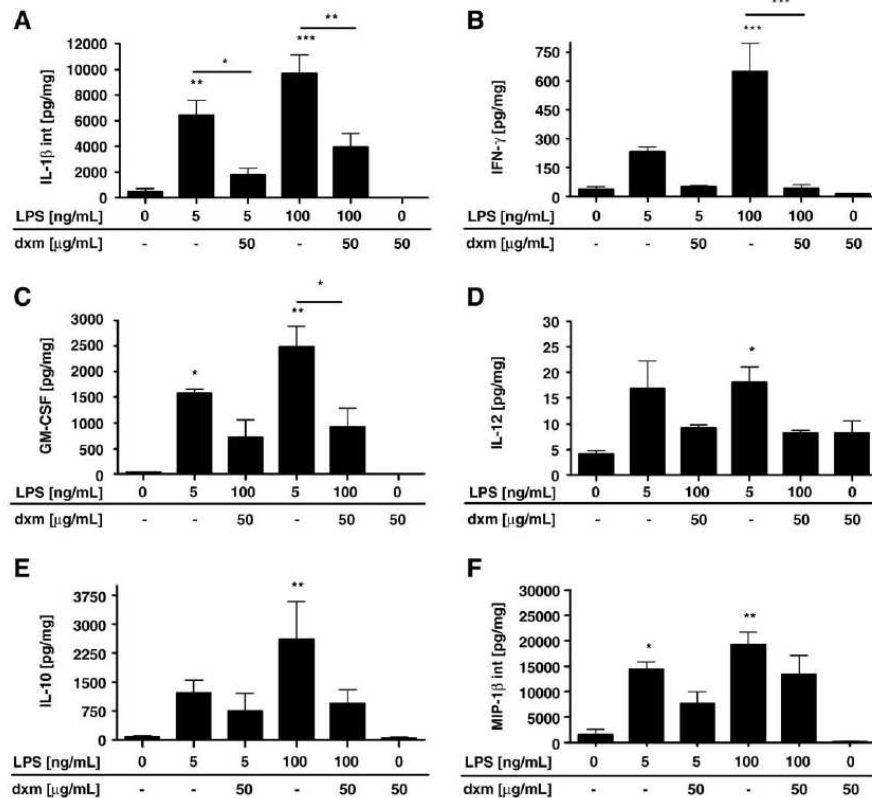 A
IL-1β int [pg/mg]
12000
10000
8000
6000
4000
2000
0
** * *** **
LPS [ng/mL] 0 5 5 100 100 0
dxm [µg/mL] - - 50 - 50 50
B
IFN-γ [pg/mg]
750
600
450
300
150
0
*** ***
LPS [ng/mL] 0 5 5 100 100 0
dxm [µg/mL] - - 50 - 50 50
C
GM-CSF [pg/mg]
3000
2500
2000
1500
1000
500
0
* ** *
LPS [ng/mL] 0 5 100 5 100 0
dxm [µg/mL] - - 50 - 50 50
D
IL-12 [pg/mg]
30
25
20
15
10
5
0
*
LPS [ng/mL] 0 5 100 5 100 0
dxm [µg/mL] - - 50 - 50 50
E
IL-10 [pg/mg]
3750
3000
2250
1500
750
0
**
LPS [ng/mL] 0 5 5 100 100 0
dxm [µg/mL] - - 50 - 50 50
F
MIP-1β int [pg/mg]
30000
25000
20000
15000
10000
5000
0
* **
LPS [ng/mL] 0 5 5 100 100 0
dxm [µg/mL] - - 50 - 50 50